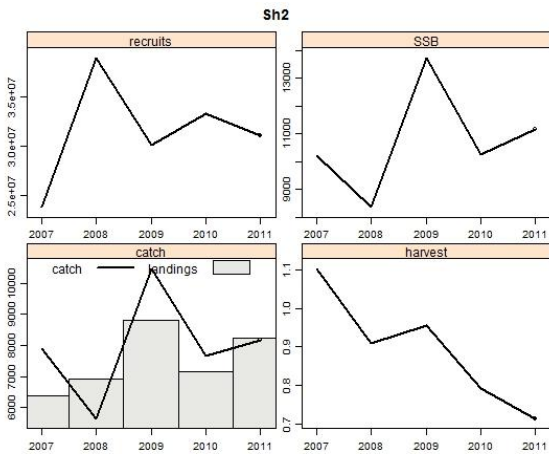 Sh2
recruits
SSB
2.5e+07 3.0e+07 3.5e+07
9000 11000 13000
2007 2008 2009 2010 2011
2007 2008 2009 2010 2011
catch
harvest
catch landings
6000 7000 8000 9000 10000
0.7 0.8 0.9 1.0 1.1
2007 2008 2009 2010 2011
2007 2008 2009 2010 2011